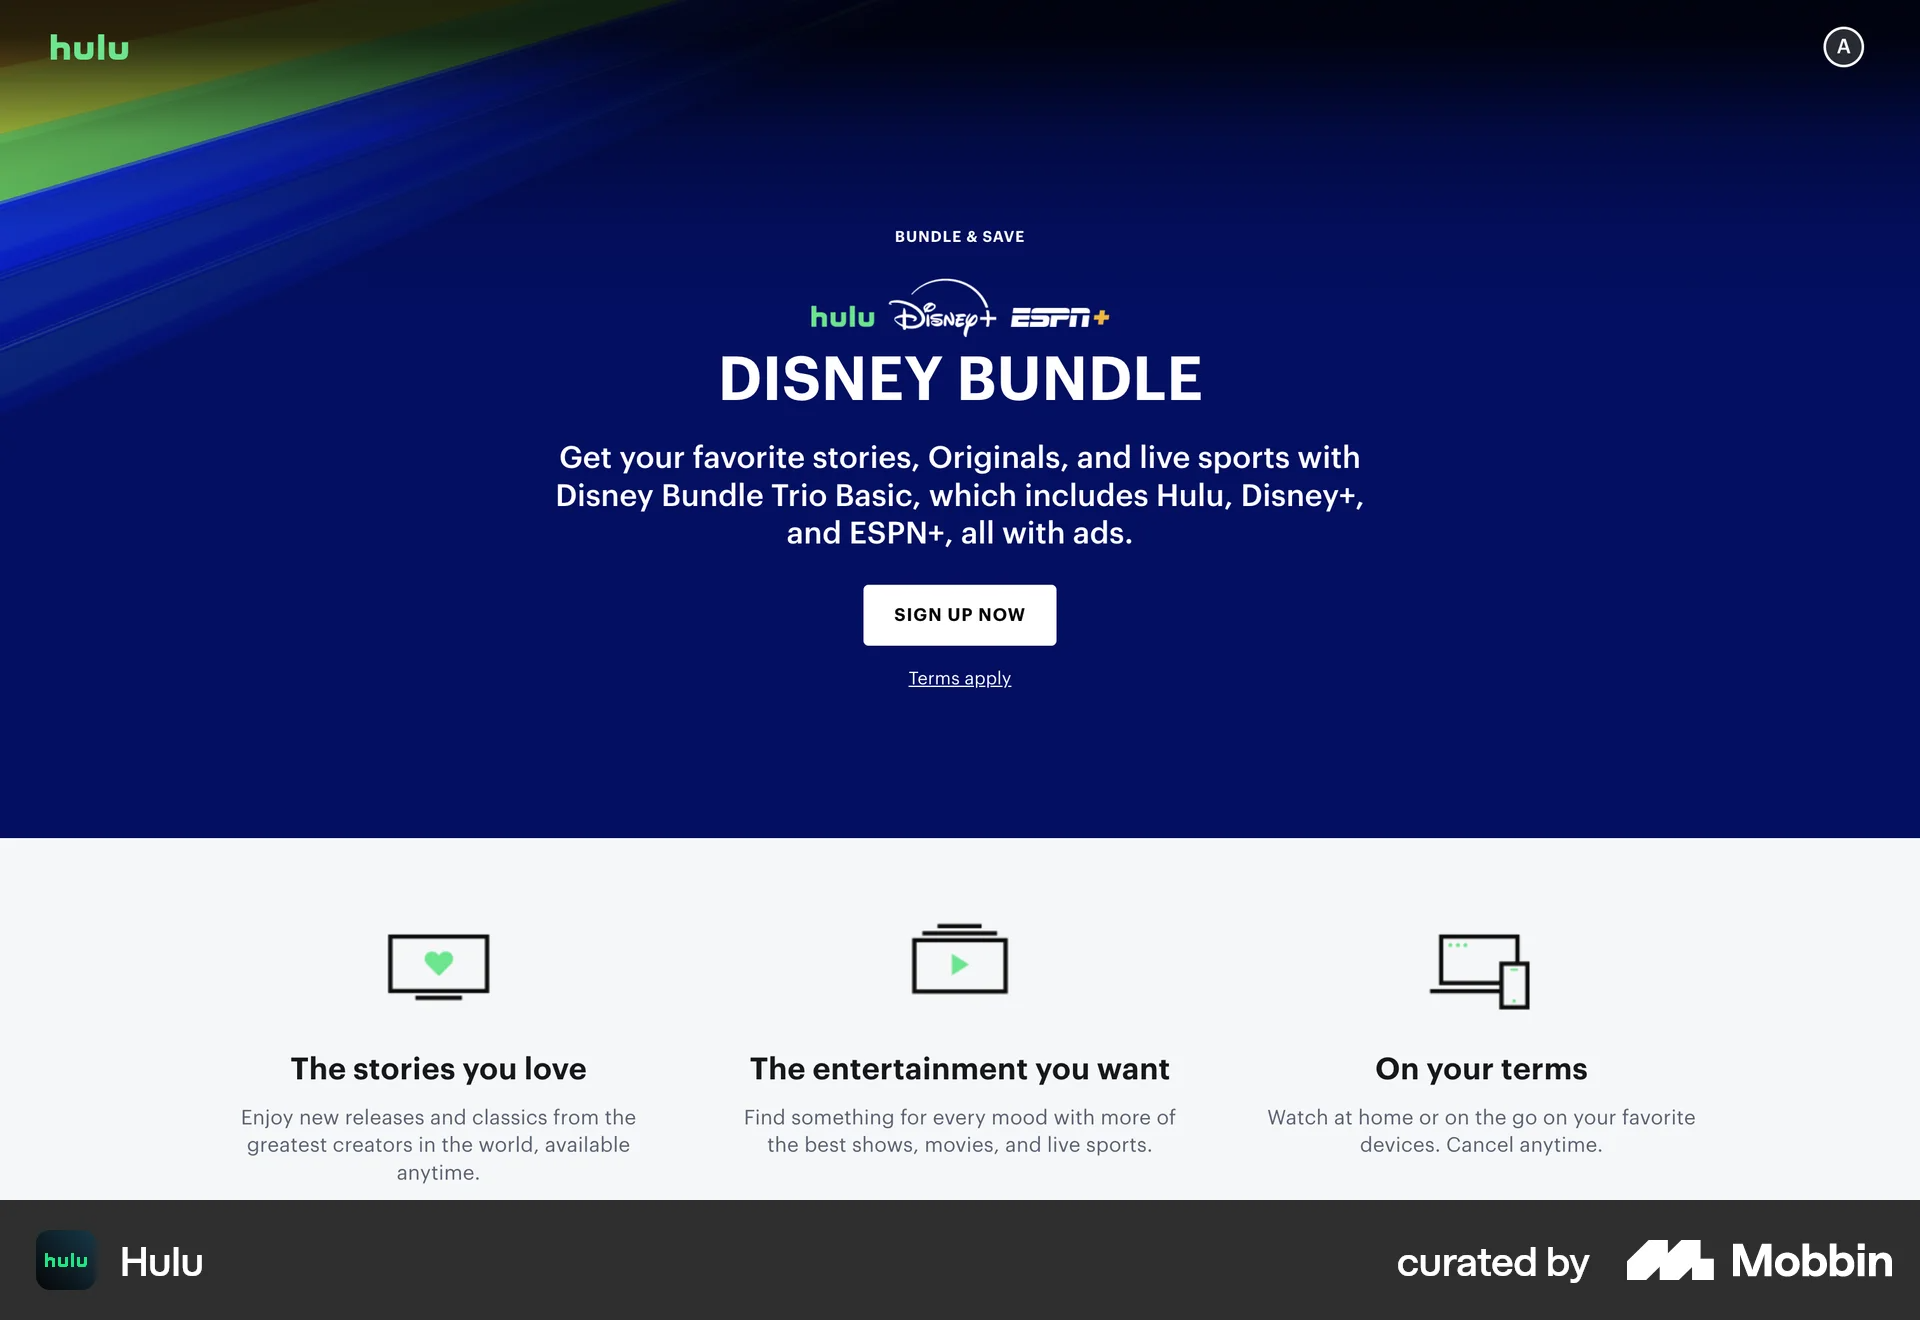 hulu
A
BUNDLE & SAVE
hulu Disney+ ESPN+
DISNEY BUNDLE
Get your favorite stories, Originals, and live sports with
Disney Bundle Trio Basic, which includes Hulu, Disney+,
and ESPN+, all with ads.
SIGN UP NOW
Terms apply
The stories you love
Enjoy new releases and classics from the
greatest creators in the world, available
anytime.
The entertainment you want
Find something for every mood with more of
the best shows, movies, and live sports.
On your terms
Watch at home or on the go on your favorite
devices. Cancel anytime.
hulu
Hulu
curated by Mobbin